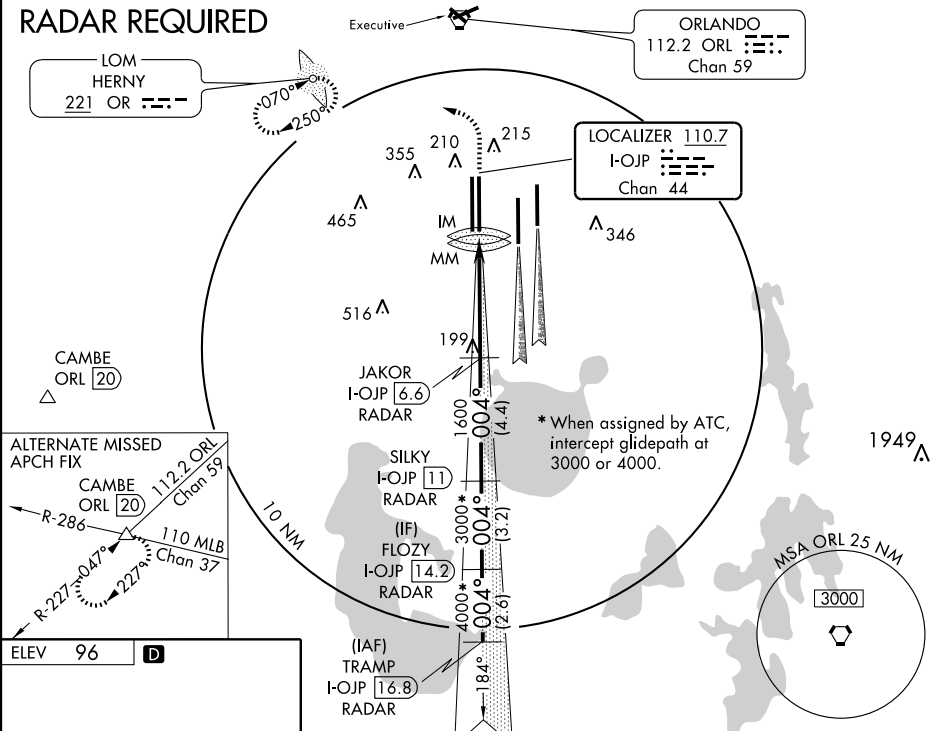 RADAR REQUIRED
Executive
ORLANDO
112.2 ORL
Chan 59
LOM
HERNY
221 OR
070°
250°
LOCALIZER 110.7
I-OJP
Chan 44
215
210
355
465
346
IM
MM
516
199
CAMBE
ORL 20
JAKOR
I-OJP 6.6
RADAR
1600
004°
(4.4)
* When assigned by ATC,
intercept glidepath at
3000 or 4000.
1949
SILKY
I-OJP 11
RADAR
3000*
004°
(3.2)
(IF)
FLOZY
I-OJP 14.2
RADAR
4000*
004°
(2.6)
(IAF)
TRAMP
I-OJP 16.8
RADAR
184°
10 NM
ALTERNATE MISSED
APCH FIX
CAMBE
ORL 20
112.2 ORL
Chan 59
R-286
110 MLB
Chan 37
R-227
047°
227°
MSA ORL 25 NM
3000
ELEV 96 D